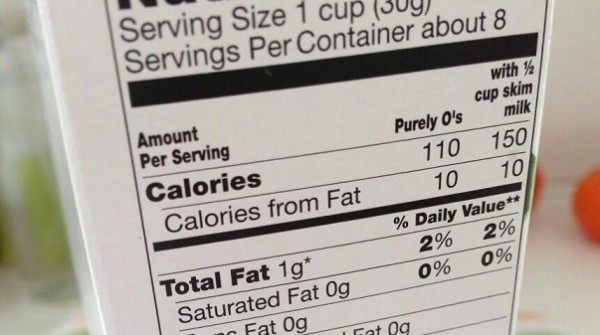 Serving Size 1 cup (30g)
Servings Per Container about 8
Amount
Per Serving
Purely O's
with ½
cup skim
milk
Calories 110 150
Calories from Fat 10 10
% Daily Value**
Total Fat 1g* 2% 2%
Saturated Fat 0g 0% 0%
Fat 0g
Fat 0g